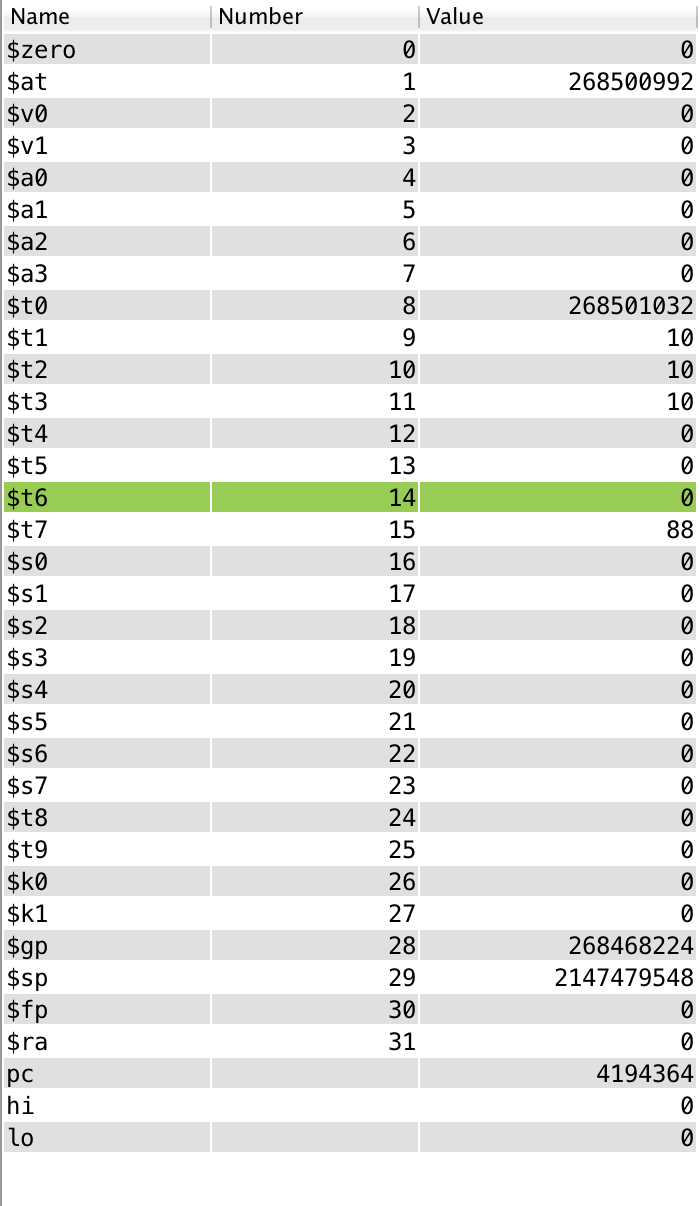 Name Number Value
$zero 0 0
$at 1 268500992
$v0 2 0
$v1 3 0
$a0 4 0
$a1 5 0
$a2 6 0
$a3 7 0
$t0 8 268501032
$t1 9 10
$t2 10 10
$t3 11 10
$t4 12 0
$t5 13 0
$t6 14 0
$t7 15 88
$s0 16 0
$s1 17 0
$s2 18 0
$s3 19 0
$s4 20 0
$s5 21 0
$s6 22 0
$s7 23 0
$t8 24 0
$t9 25 0
$k0 26 0
$k1 27 0
$gp 28 268468224
$sp 29 2147479548
$fp 30 0
$ra 31 0
pc 4194364
hi 0
lo 0